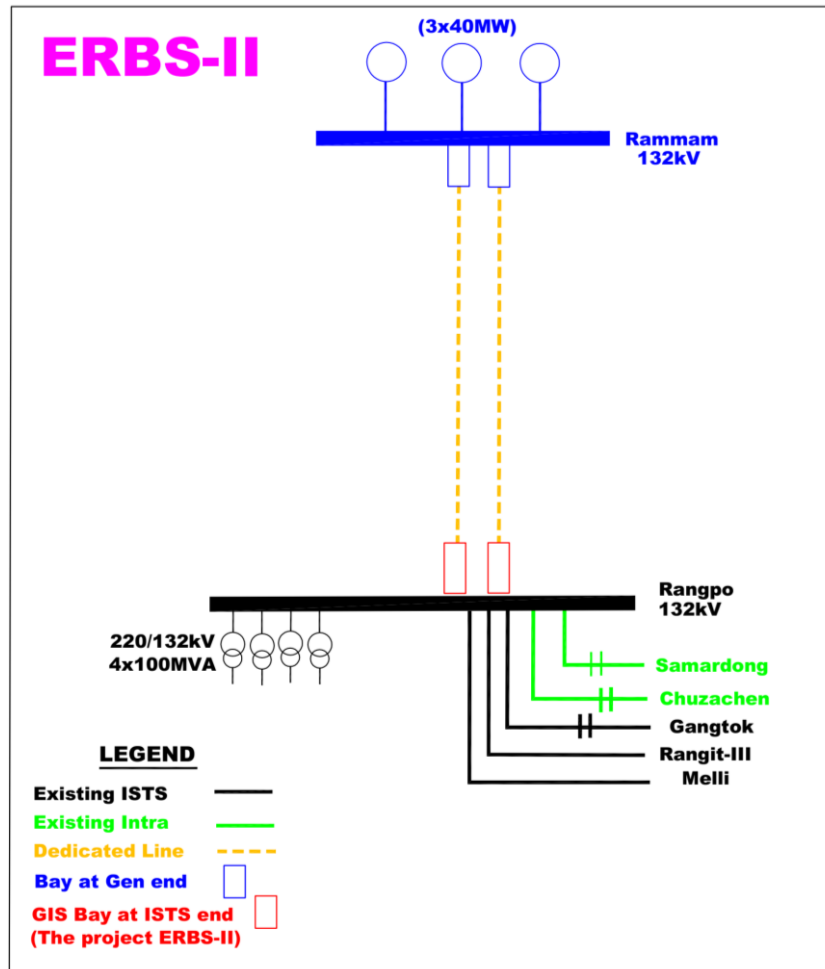 (3x40MW)
ERBS-II
Rammam
132kV
Rangpo
132kV
220/132kV
4x100MVA
Samardong
Chuzachen
Gangtok
Rangit-III
Melli
LEGEND
Existing ISTS
Existing Intra
Dedicated Line
Bay at Gen end
GIS Bay at ISTS end
(The project ERBS-II)